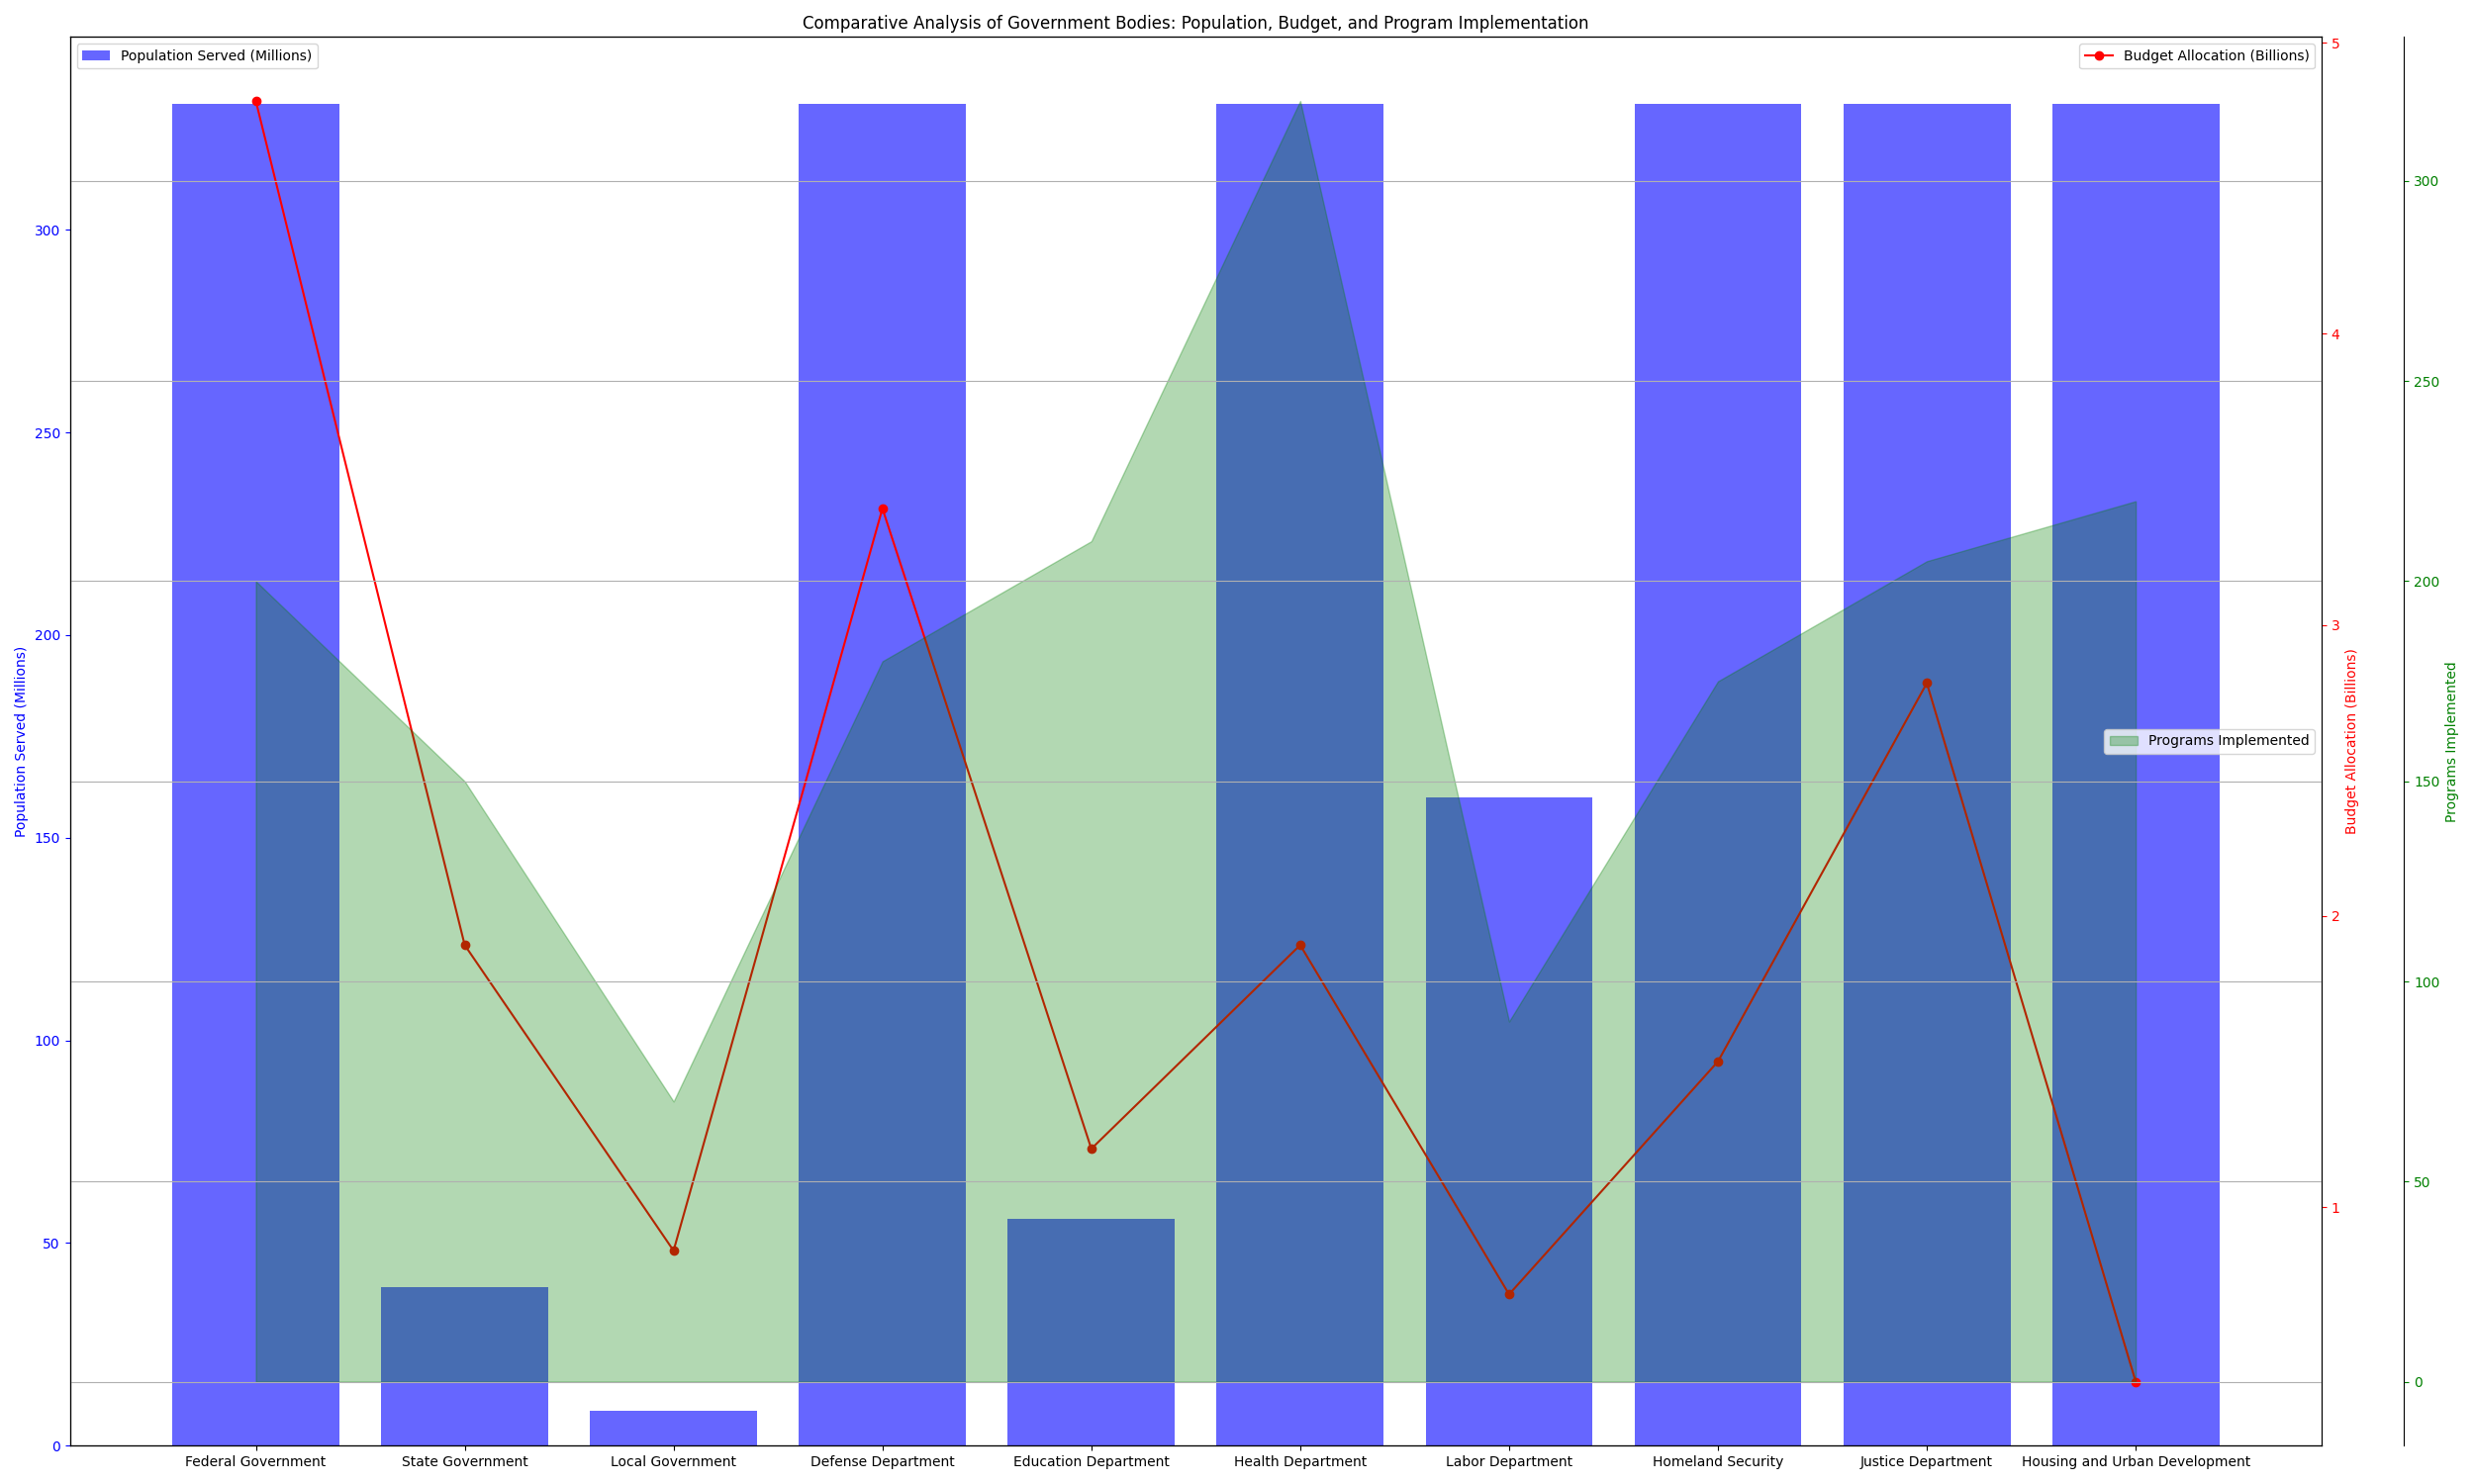 Comparative Analysis of Government Bodies: Population, Budget, and Program Implementation
Population Served (Millions)
Budget Allocation (Billions)
Programs Implemented
Population Served (Millions)
300
250
200
150
100
50
0
5
4
3
2
1
Budget Allocation (Billions)
300
250
200
150
100
50
0
Programs Implemented
Federal Government
State Government
Local Government
Defense Department
Education Department
Health Department
Labor Department
Homeland Security
Justice Department
Housing and Urban Development